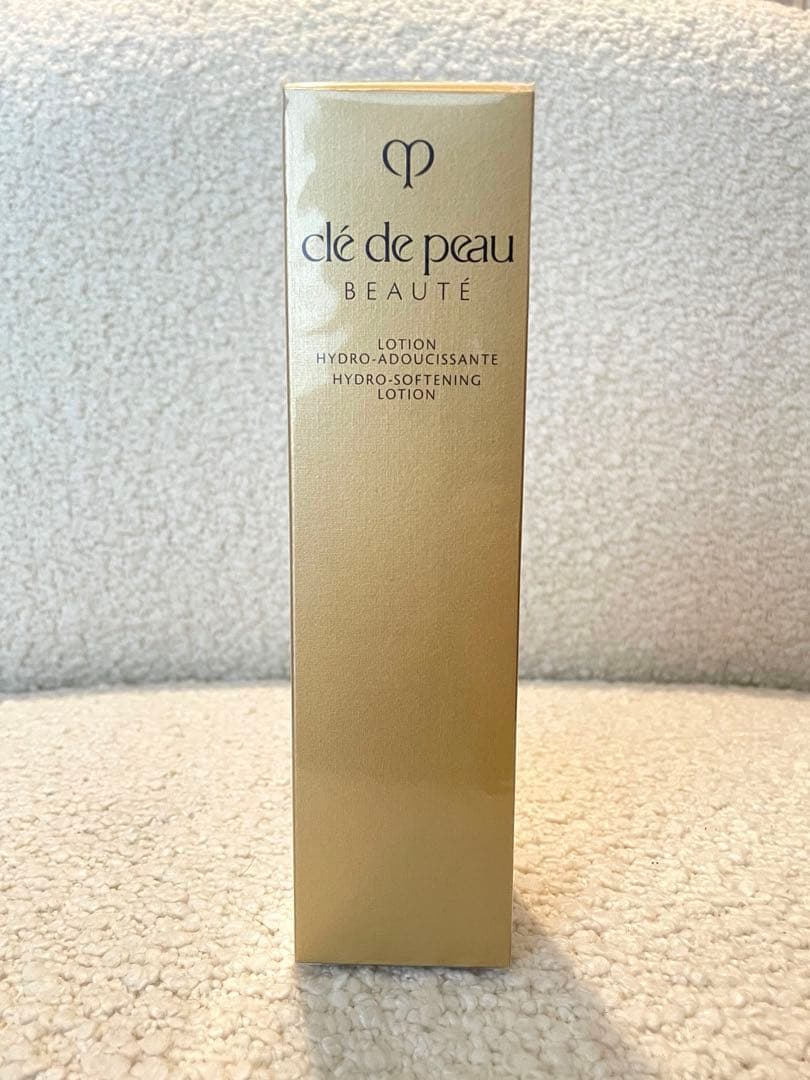 clé de peau
BEAUTÉ
LOTION
HYDRO-ADOUCISSANTE
HYDRO-SOFTENING
LOTION